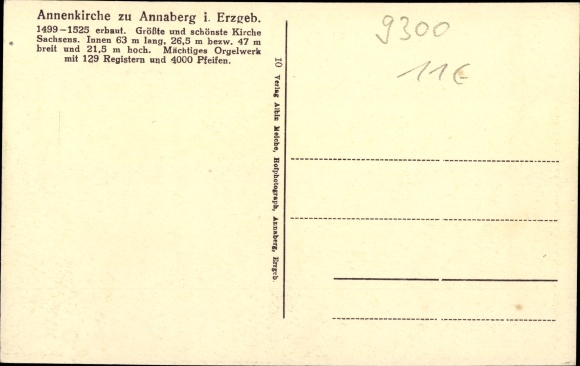 Annenkirche zu Annaberg i. Erzgeb.
1499-1525 erbaut. Größte und schönste Kirche
Sachsens. Innen 63 m lang, 26,5 m bezw. 47 m
breit und 21,5 m hoch. Mächtiges Orgelwerk
mit 129 Registern und 4000 Pfeifen.
10 Verlag Albin Meiche, Hofphotograph, Annaberg, Erzgeb.
9300
11€